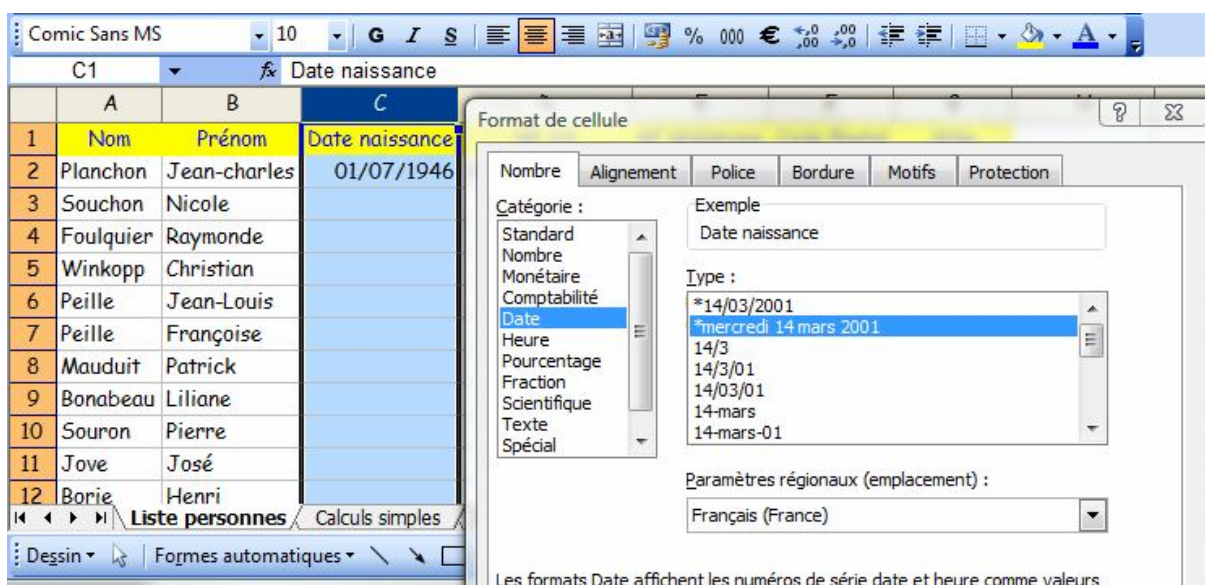 Comic Sans MS 10 G I S % 000 € ,00 ,00 A
C1 fx Date naissance
A B C
1 Nom Prénom Date naissance
2 Planchon Jean-charles 01/07/1946
3 Souchon Nicole
4 Foulquier Raymonde
5 Winkopp Christian
6 Peille Jean-Louis
7 Peille Françoise
8 Mauduit Patrick
9 Bonabeau Liliane
10 Souron Pierre
11 Jove José
12 Borie Henri
Liste personnes Calculs simples
Dessin Formes automatiques
Format de cellule ?
Nombre Alignement Police Bordure Motifs Protection
Catégorie :
Standard
Nombre
Monétaire
Comptabilité
Date
Heure
Pourcentage
Fraction
Scientifique
Texte
Spécial
Exemple
Date naissance
Type :
*14/03/2001
*mercredi 14 mars 2001
14/3
14/3/01
14/03/01
14-mars
14-mars-01
Paramètres régionaux (emplacement) :
Français (France)
Les formats Date affichent les numéros de série date et heure comme valeurs